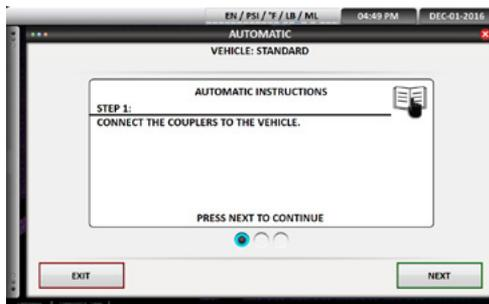 EN / PSI / °F / LB / ML 04:49 PM DEC-01-2016
AUTOMATIC
VEHICLE: STANDARD
AUTOMATIC INSTRUCTIONS
STEP 1:
CONNECT THE COUPLERS TO THE VEHICLE.
PRESS NEXT TO CONTINUE
EXIT NEXT